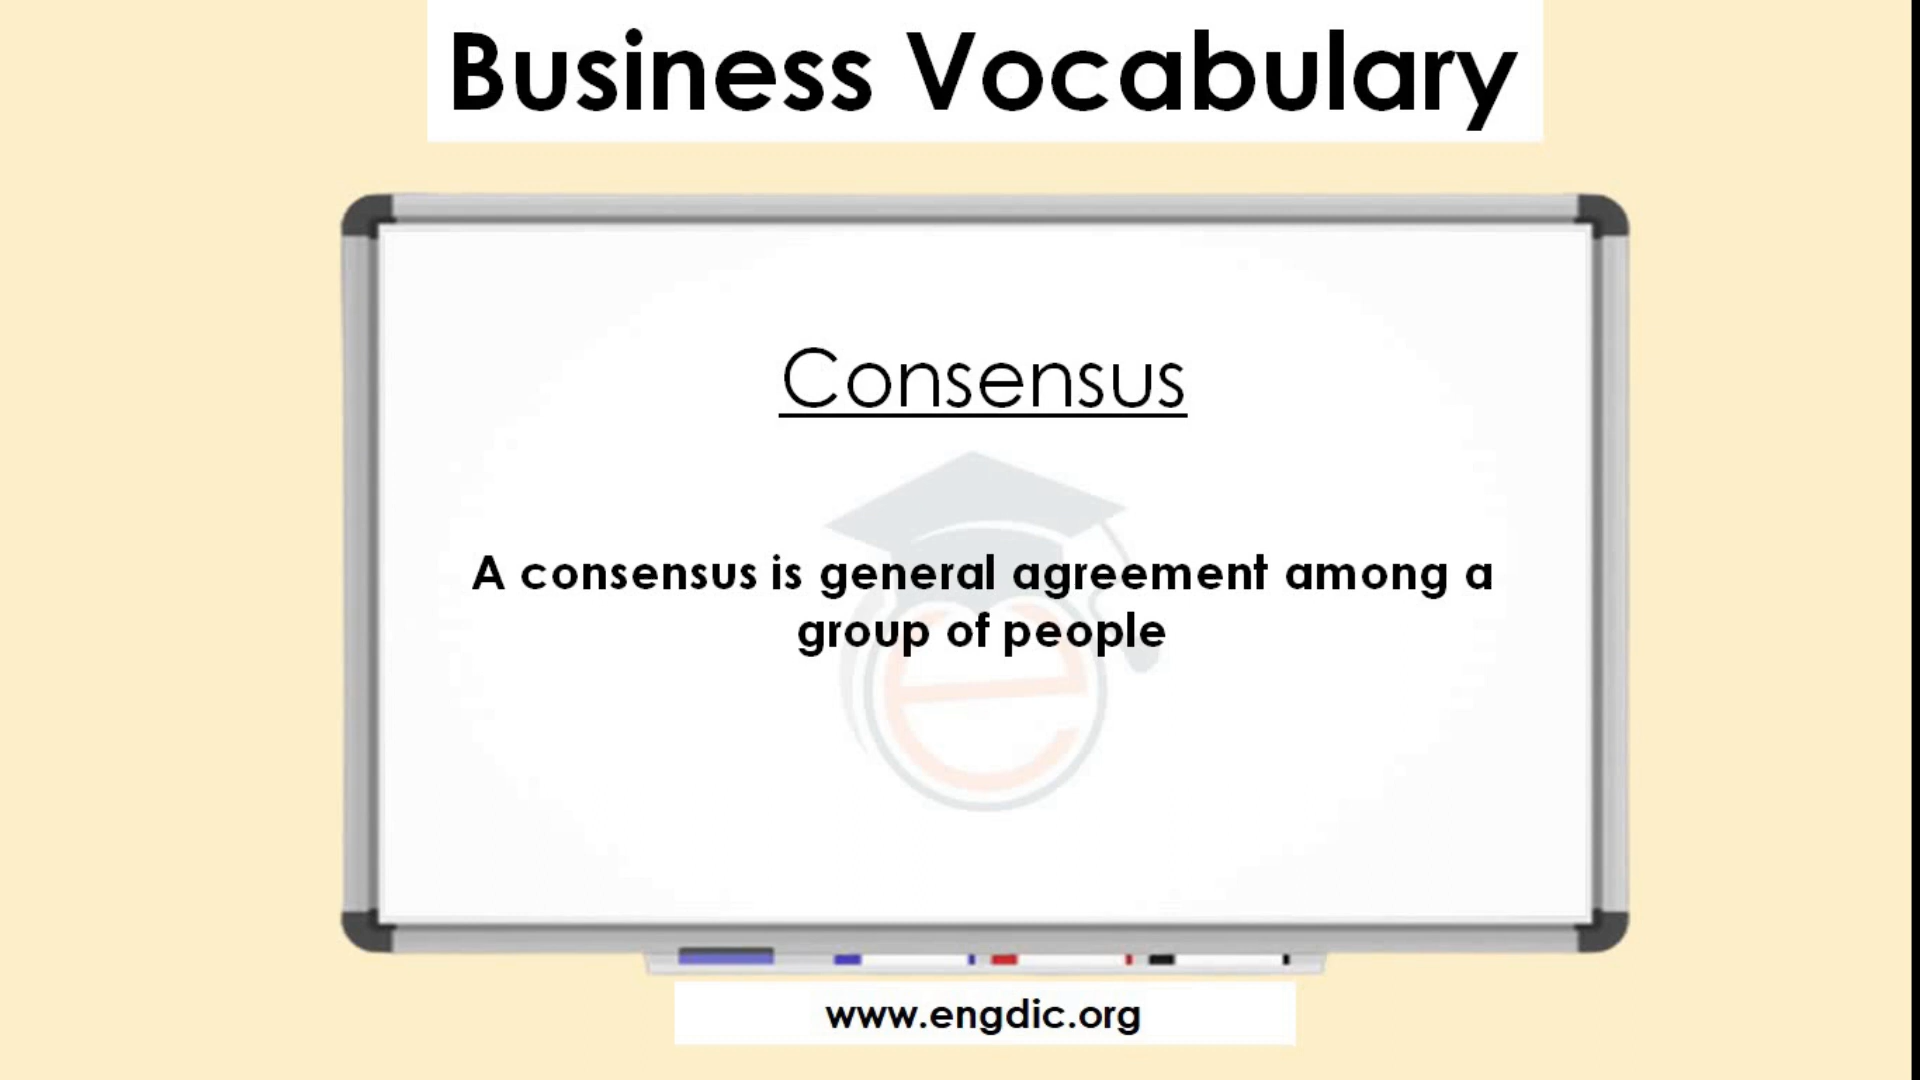 Business Vocabulary
Consensus
A consensus is general agreement among a
group of people
www.engdic.org